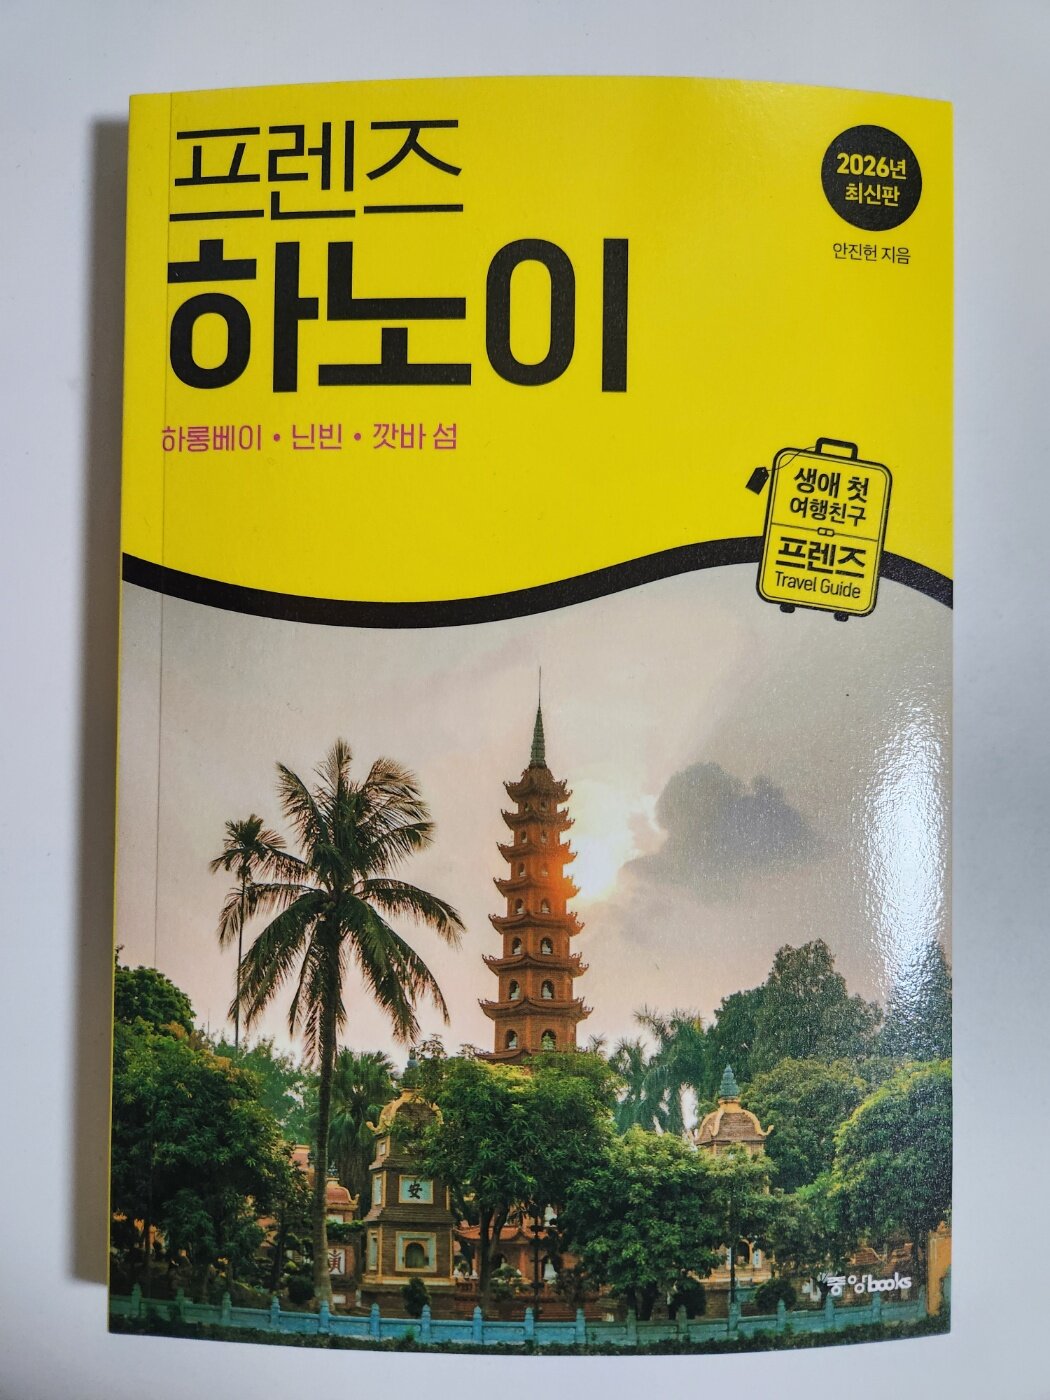 프렌즈
하노이
하롱베이 • 닌빈 • 깟바 섬
2026년
최신판
안진헌 지음
생애 첫
여행친구
프렌즈
Travel Guide
安
중앙books